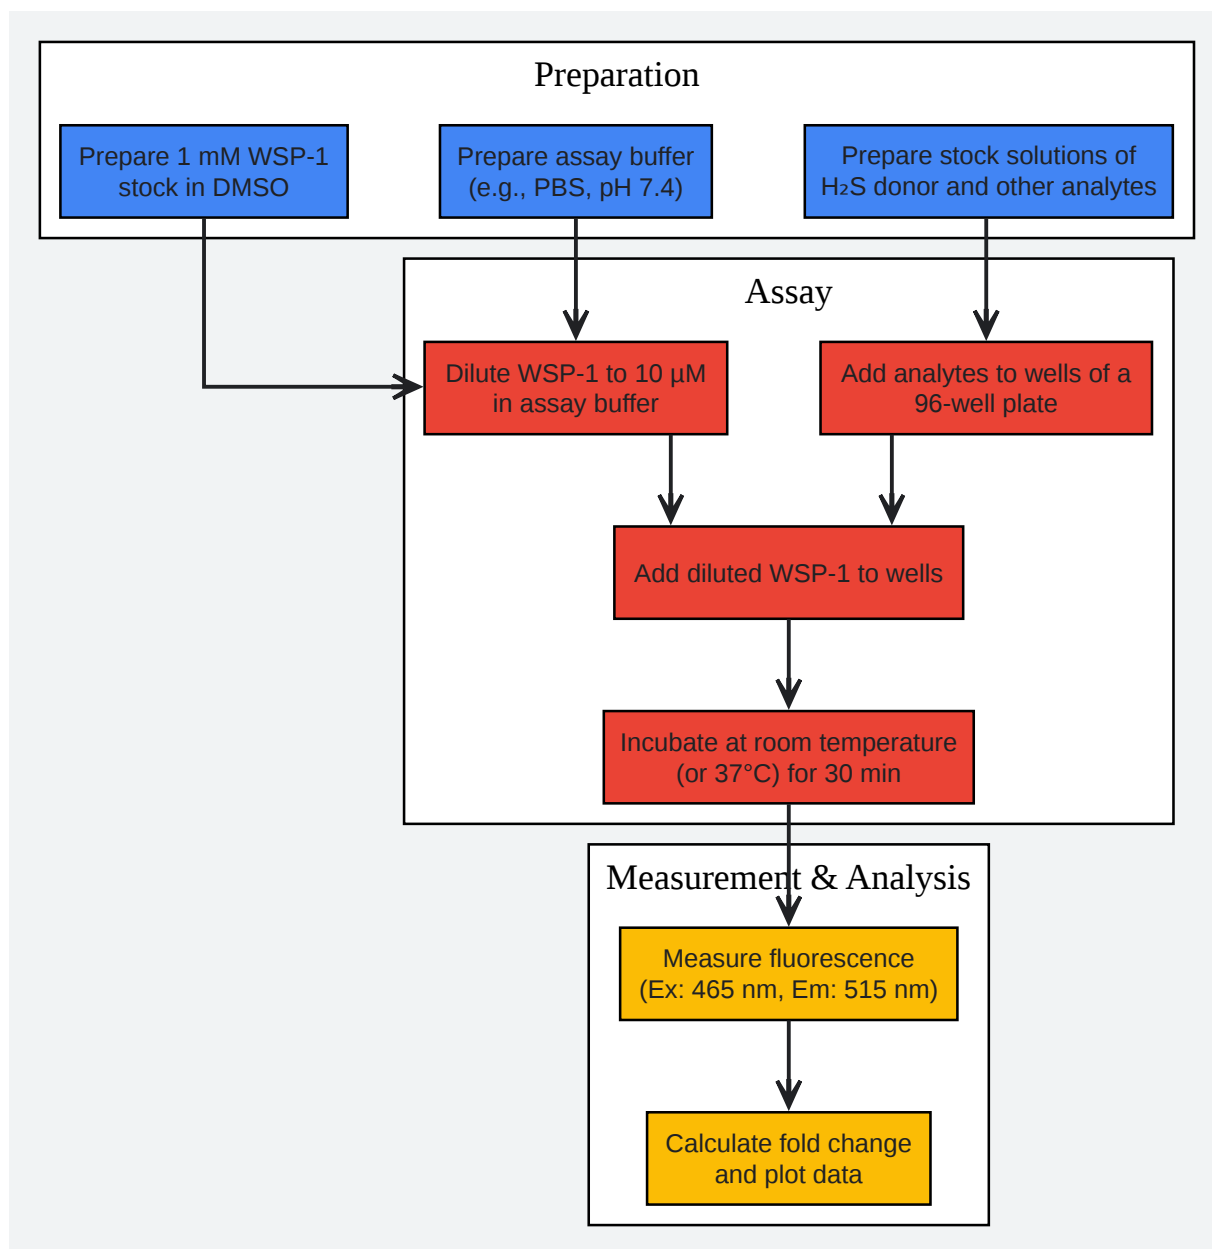 Preparation
Prepare 1 mM WSP-1
stock in DMSO
Prepare assay buffer
(e.g., PBS, pH 7.4)
Prepare stock solutions of
H₂S donor and other analytes
Assay
Dilute WSP-1 to 10 µM
in assay buffer
Add analytes to wells of a
96-well plate
Add diluted WSP-1 to wells
Incubate at room temperature
(or 37°C) for 30 min
Measurement & Analysis
Measure fluorescence
(Ex: 465 nm, Em: 515 nm)
Calculate fold change
and plot data